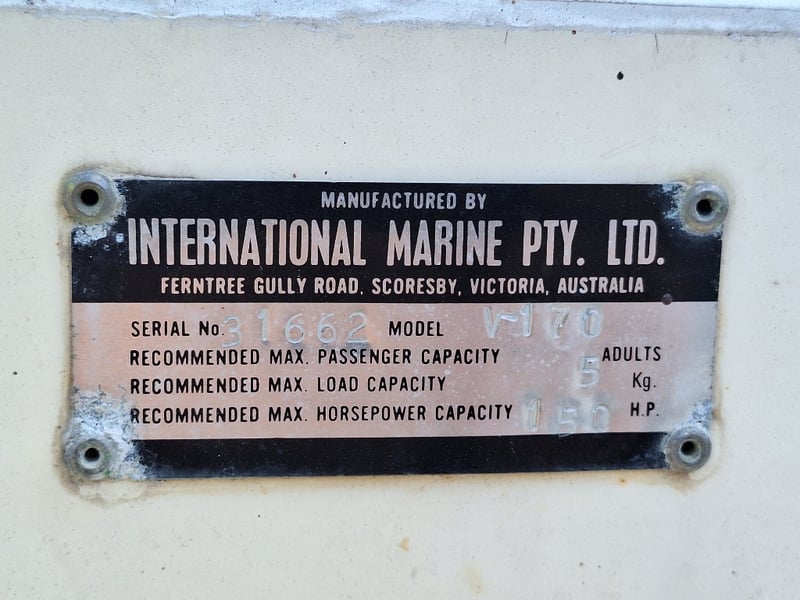 MANUFACTURED BY
INTERNATIONAL MARINE PTY. LTD.
FERNTREE GULLY ROAD, SCORESBY, VICTORIA, AUSTRALIA
SERIAL No. 31662 MODEL V-170
RECOMMENDED MAX. PASSENGER CAPACITY 5 ADULTS
RECOMMENDED MAX. LOAD CAPACITY Kg.
RECOMMENDED MAX. HORSEPOWER CAPACITY 150 H.P.